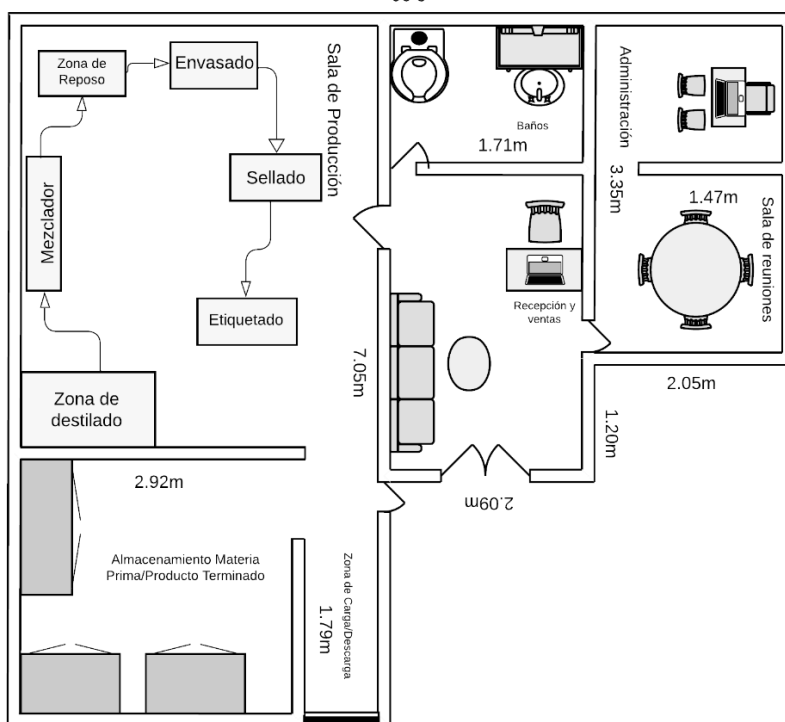 Zona de
Reposo
Envasado
Sala de Producción
Baños
1.71m
Administración
3.35m
Mezclador
Sellado
1.47m
Sala de reuniones
Etiquetado
Recepción y
ventas
7.05m
Zona de
destilado
2.05m
1.20m
2.92m
2.09m
Almacenamiento Materia
Prima/Producto Terminado
Zona de Carga/Descarga
1.79m